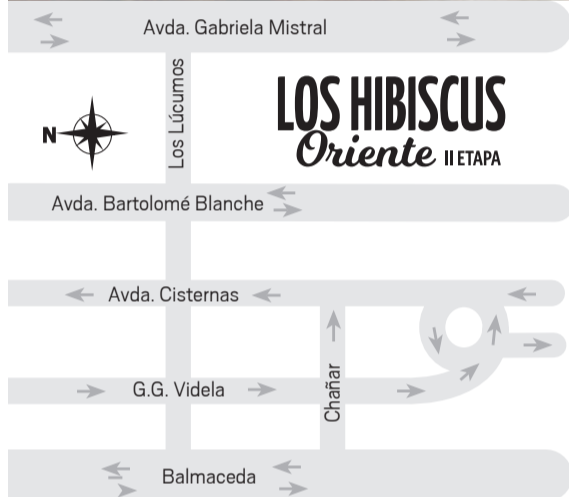 Avda. Gabriela Mistral
Los Lúcumos
LOS HIBISCUS
Oriente II ETAPA
N
Avda. Bartolomé Blanche
Avda. Cisternas
G.G. Videla
Chañar
Balmaceda